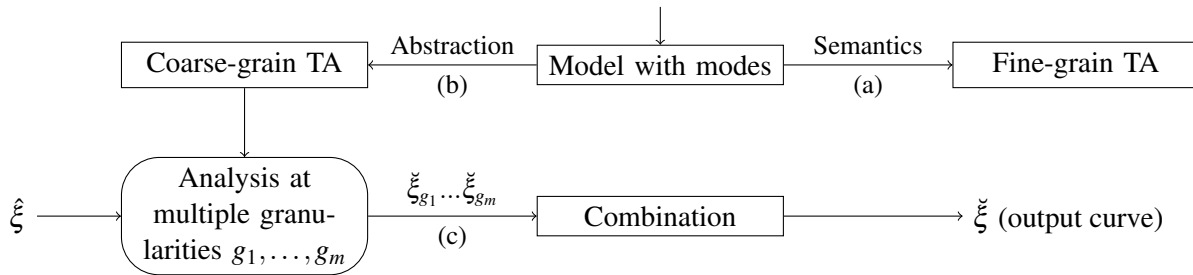 Coarse-grain TA
Abstraction
(b)
Model with modes
Semantics
(a)
Fine-grain TA
ξ̂
Analysis at
multiple granu-
larities g₁,...,gₘ
ξ̆g₁...ξ̆gₘ
(c)
Combination
ξ̆ (output curve)